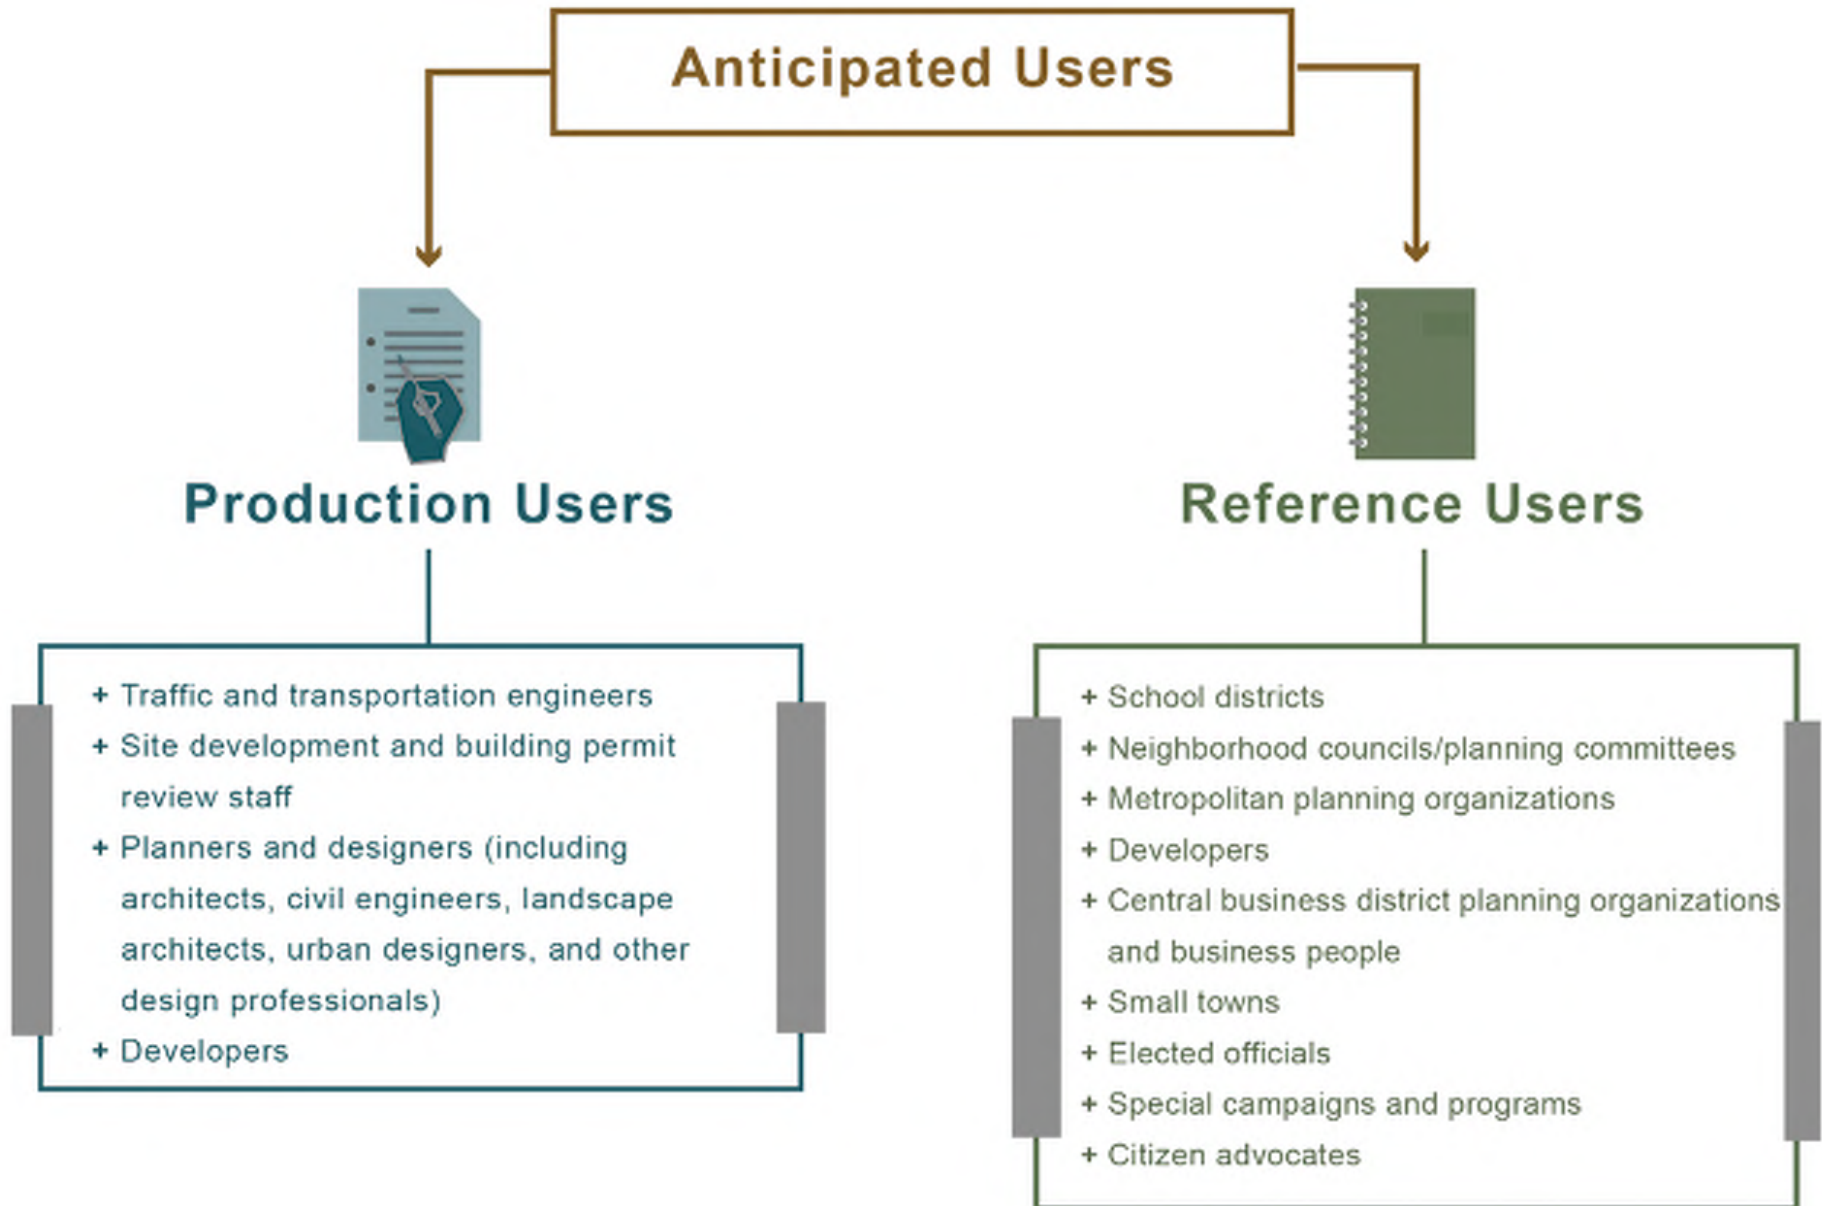 Anticipated Users
Production Users
+ Traffic and transportation engineers
+ Site development and building permit
review staff
+ Planners and designers (including
architects, civil engineers, landscape
architects, urban designers, and other
design professionals)
+ Developers
Reference Users
+ School districts
+ Neighborhood councils/planning committees
+ Metropolitan planning organizations
+ Developers
+ Central business district planning organizations
and business people
+ Small towns
+ Elected officials
+ Special campaigns and programs
+ Citizen advocates